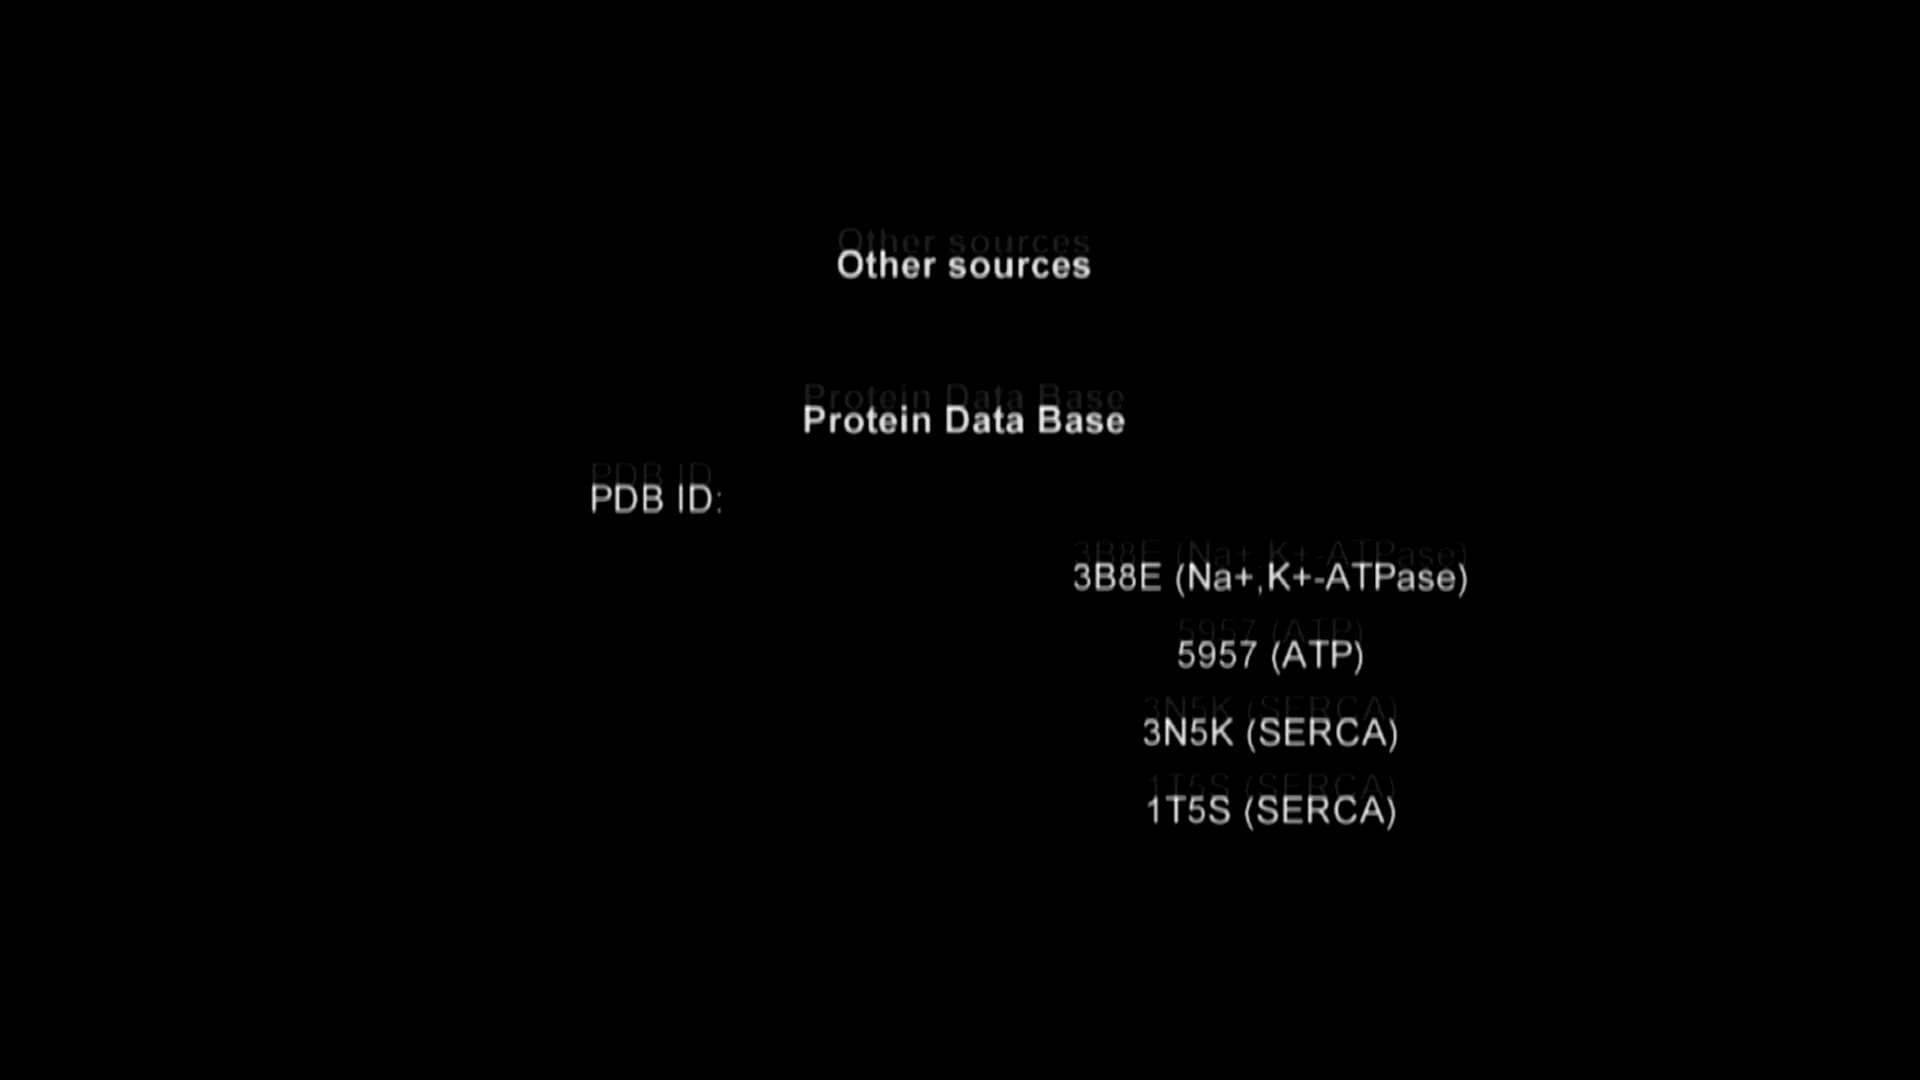 Other sources
Protein Data Base
PDB ID:
3B8E (Na+,K+-ATPase)
5957 (ATP)
3N5K (SERCA)
1T5S (SERCA)